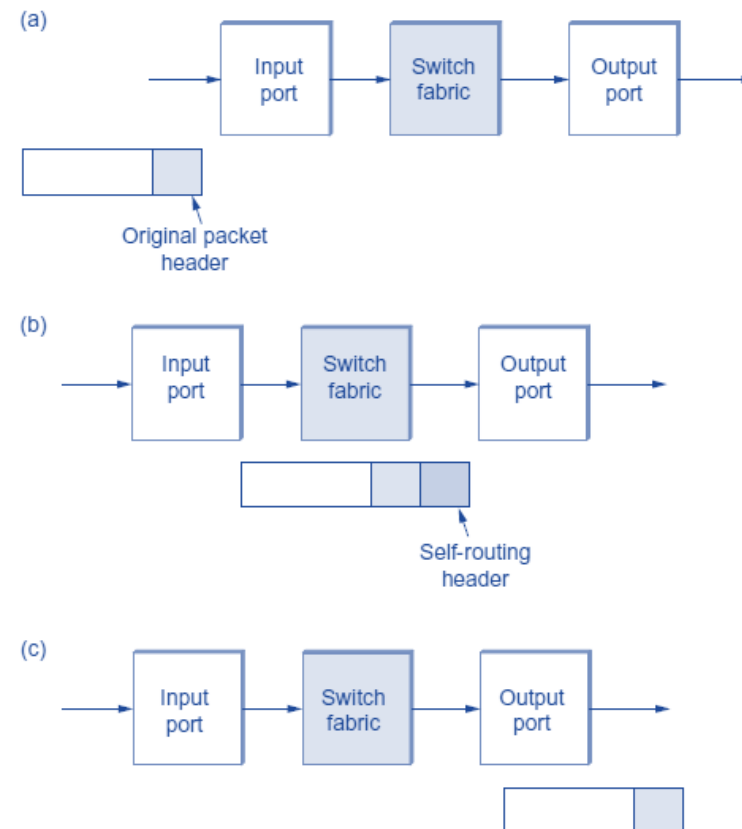 (a)
Input
port
Switch
fabric
Output
port
Original packet
header
(b)
Input
port
Switch
fabric
Output
port
Self-routing
header
(c)
Input
port
Switch
fabric
Output
port